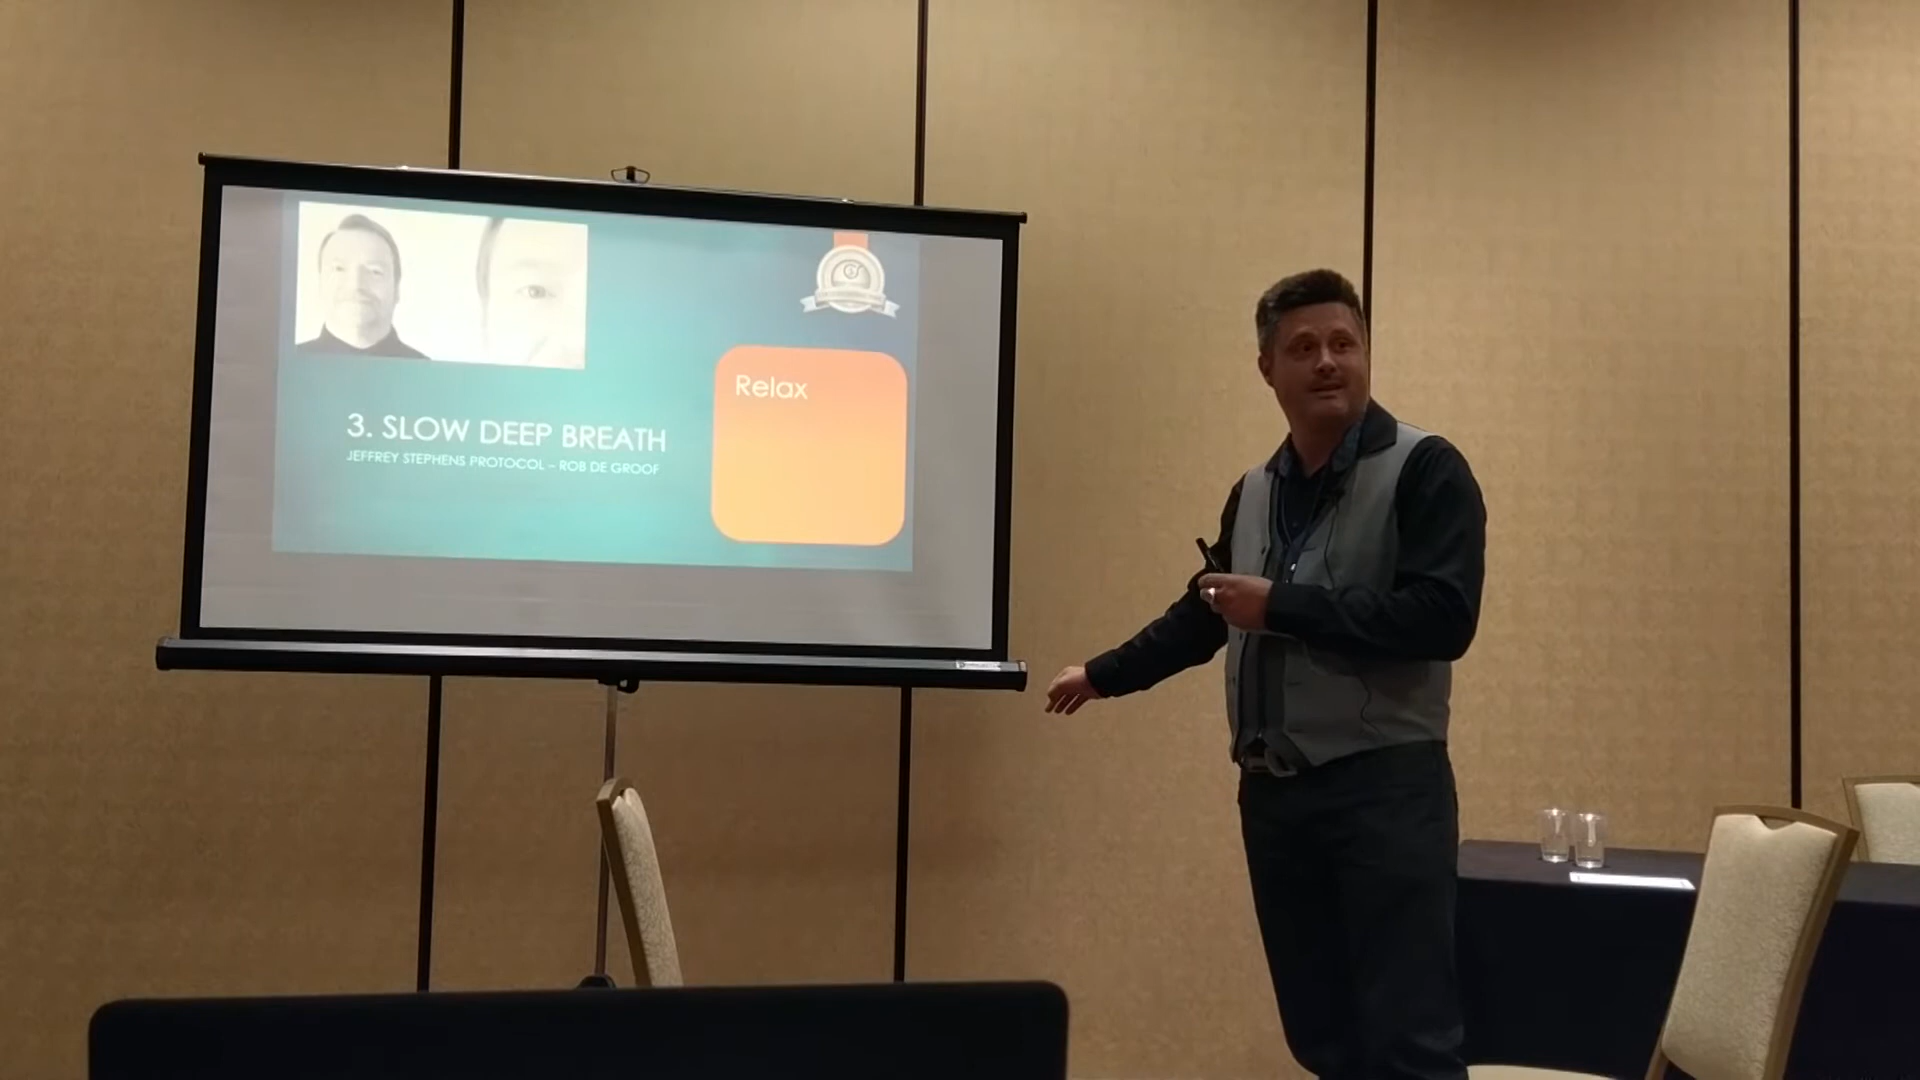 Relax
3. SLOW DEEP BREATH
JEFFREY STEPHENS PROTOCOL – ROB DE GROOF